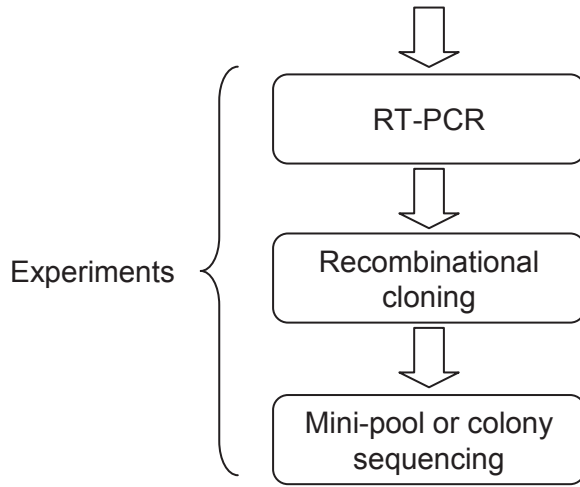 RT-PCR
Experiments
Recombinational
cloning
Mini-pool or colony
sequencing